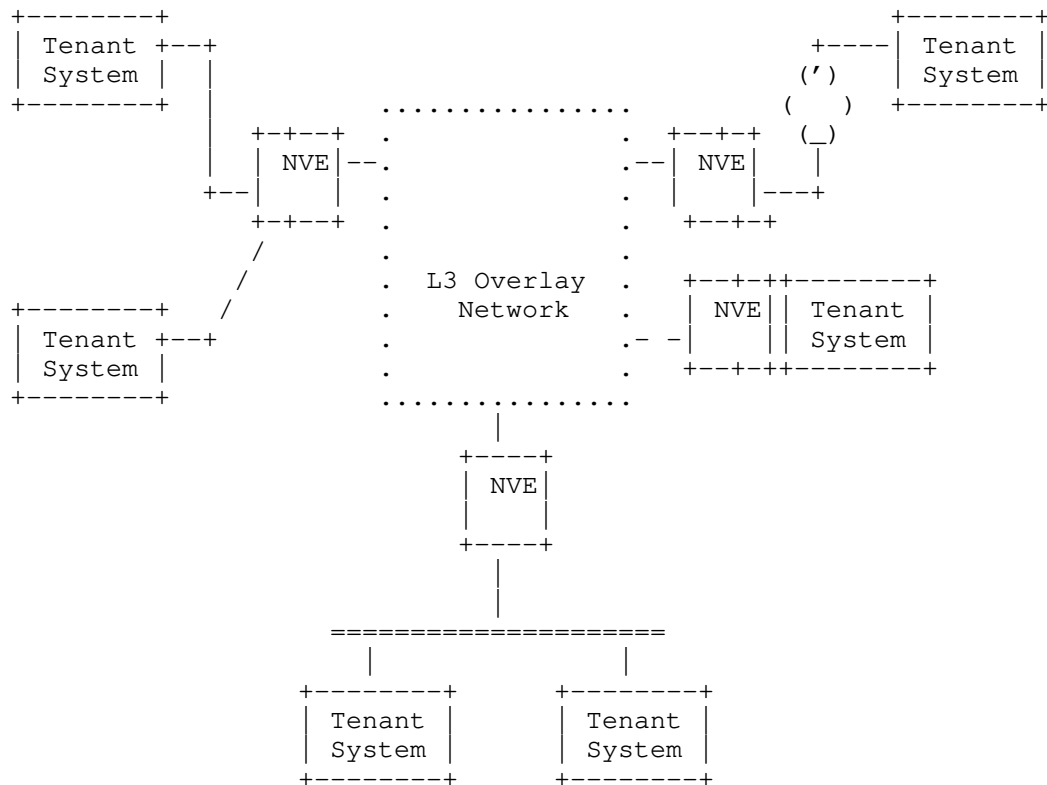 Tenant
System
Tenant
System
NVE
NVE
L3 Overlay
Network
NVE
Tenant
System
Tenant
System
NVE
Tenant
System
Tenant
System